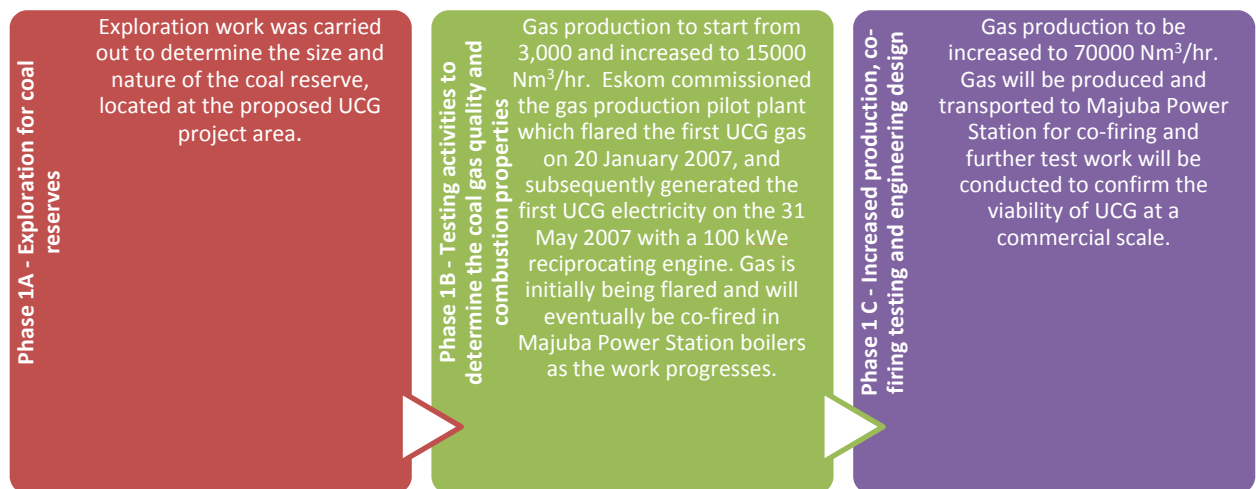 Phase 1A - Exploration for coal
reserves
Exploration work was carried
out to determine the size and
nature of the coal reserve,
located at the proposed UCG
project area.
Phase 1B - Testing activities to
determine the coal gas quality and
combustion properties
Gas production to start from
3,000 and increased to 15000
Nm³/hr. Eskom commissioned
the gas production pilot plant
which flared the first UCG gas
on 20 January 2007, and
subsequently generated the
first UCG electricity on the 31
May 2007 with a 100 kWe
reciprocating engine. Gas is
initially being flared and will
eventually be co-fired in
Majuba Power Station boilers
as the work progresses.
Phase 1 C - Increased production, co-
firing testing and engineering design
Gas production to be
increased to 70000 Nm³/hr.
Gas will be produced and
transported to Majuba Power
Station for co-firing and
further test work will be
conducted to confirm the
viability of UCG at a
commercial scale.